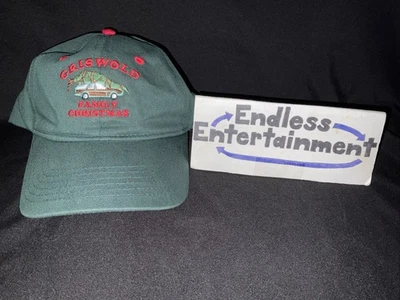 GRISWOLD
FAMILY
CHRISTMAS
Endless
Entertainment